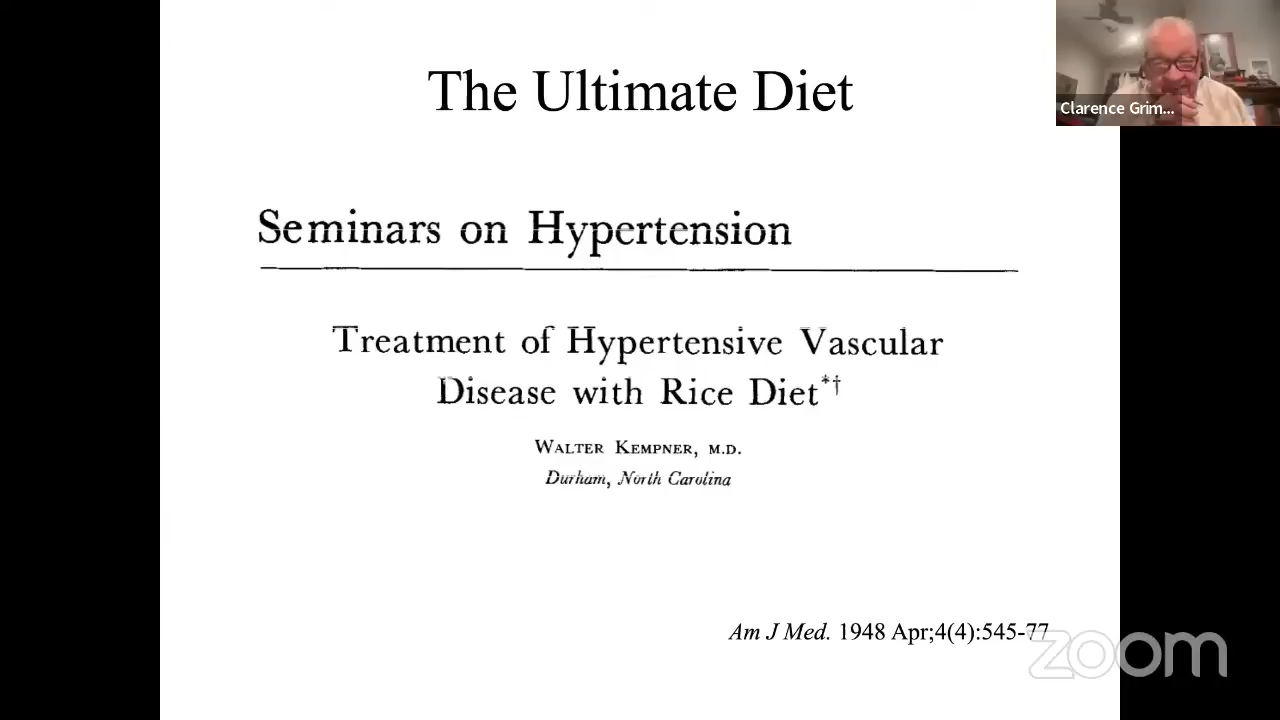 The Ultimate Diet
Clarence Grim...
Seminars on Hypertension
Treatment of Hypertensive Vascular
Disease with Rice Diet*†
WALTER KEMPNER, M.D.
Durham, North Carolina
Am J Med. 1948 Apr;4(4):545-77
zoom